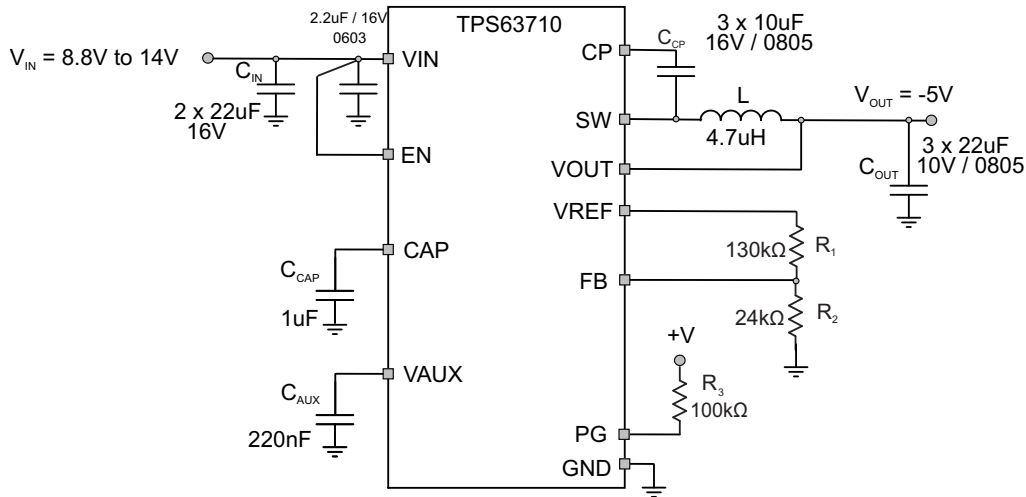 2.2uF / 16V
0603
TPS63710
3 x 10uF
16V / 0805
V_IN = 8.8V to 14V
C_IN
2 x 22uF
16V
VIN
EN
CAP
C_CAP
1uF
VAUX
C_AUX
220nF
CP
C_CP
SW
L
4.7uH
V_OUT = -5V
3 x 22uF
10V / 0805
C_OUT
VOUT
VREF
130kΩ
R_1
FB
24kΩ
R_2
+V
R_3
100kΩ
PG
GND